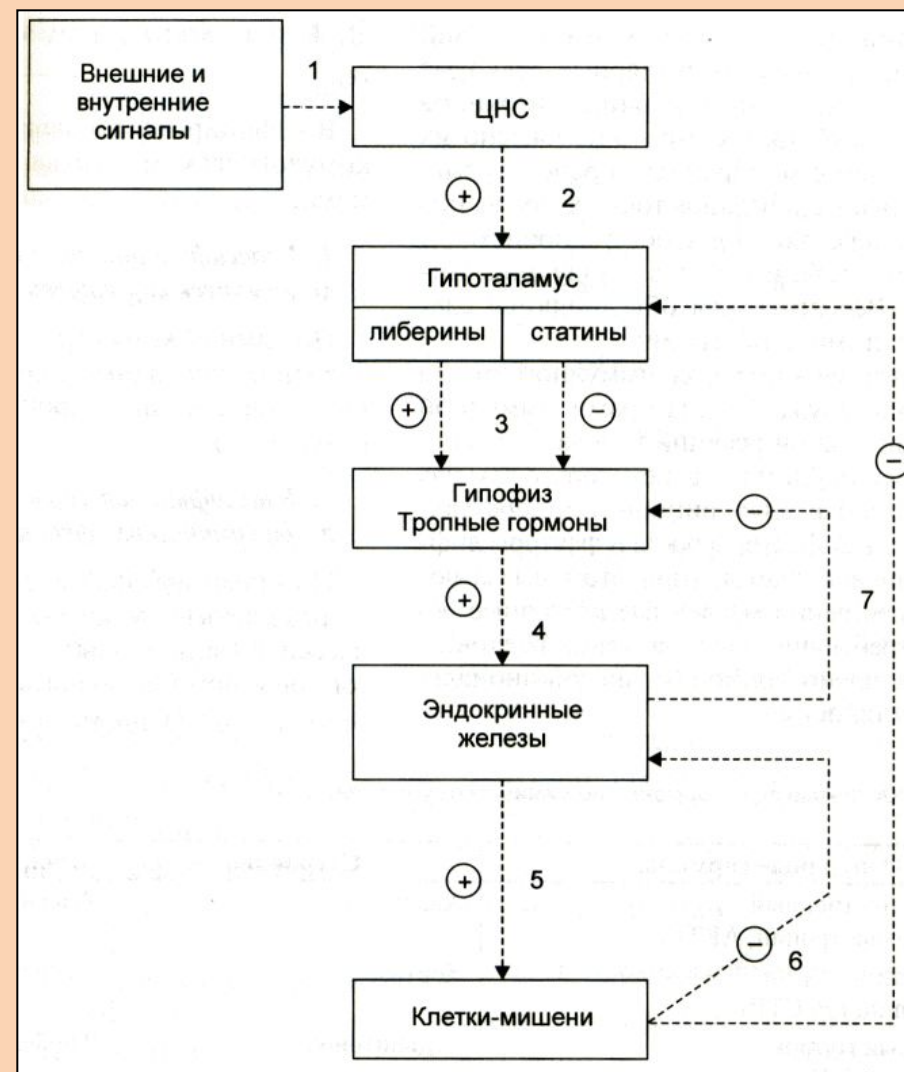 Внешние и
внутренние
сигналы
1
ЦНС
+
2
Гипоталамус
либерины
статины
+
3
−
−
Гипофиз
Тропные гормоны
−
+
4
7
Эндокринные
железы
+
5
−
6
Клетки-мишени